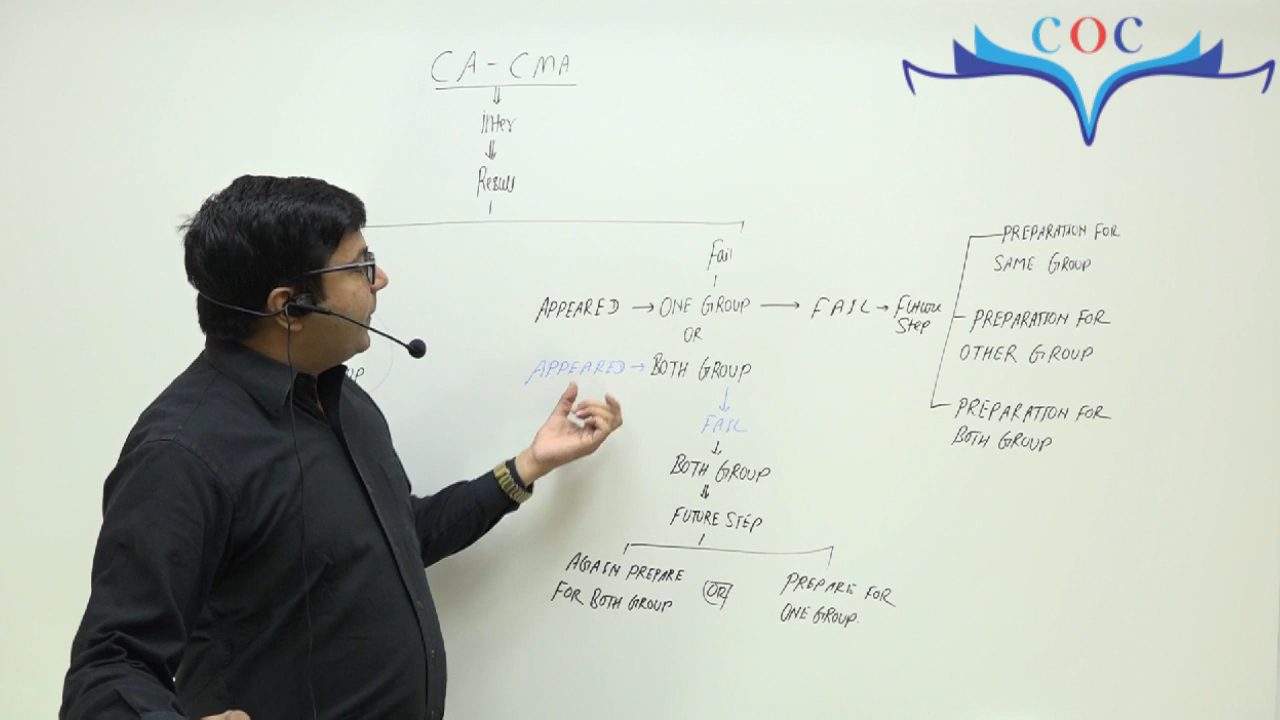 COC
CA - CMA
Inter
Result
Fail
APPEARED → ONE GROUP → FAIL → FUTURE STEP
OR
APPEARED → BOTH GROUP
FAIL
BOTH GROUP
FUTURE STEP
AGAIN PREPARE
FOR BOTH GROUP
OR
PREPARE FOR
ONE GROUP.
PREPARATION FOR
SAME GROUP
PREPARATION FOR
OTHER GROUP
PREPARATION FOR
BOTH GROUP